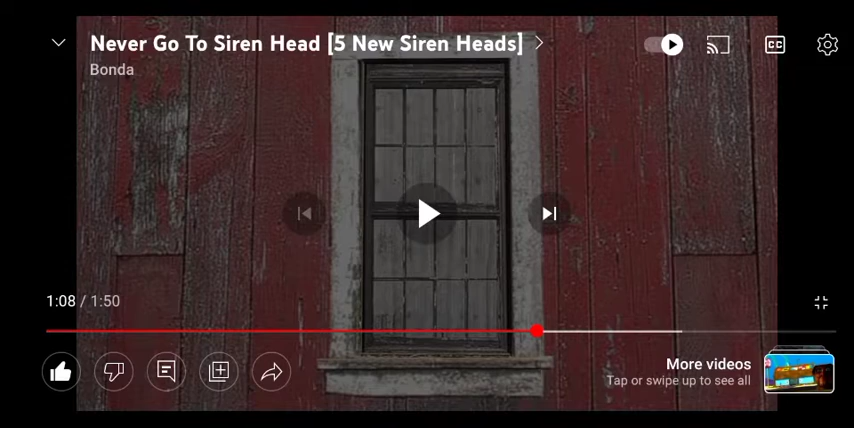 Never Go To Siren Head [5 New Siren Heads]
Bonda
CC
1:08 / 1:50
More videos
Tap or swipe up to see all